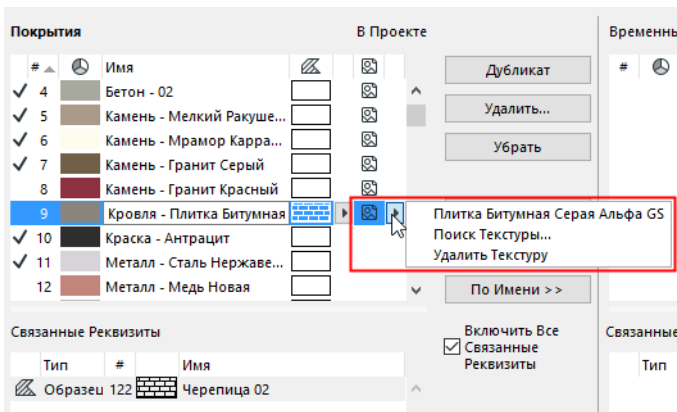 Покрытия В Проекте Временны
# Имя #
4 Бетон - 02 Дубликат
5 Камень - Мелкий Ракуше... Удалить...
6 Камень - Мрамор Карра... Убрать
7 Камень - Гранит Серый
8 Камень - Гранит Красный
9 Кровля - Плитка Битумная Плитка Битумная Серая Альфа GS
10 Краска - Антрацит Поиск Текстуры...
11 Металл - Сталь Нержаве... Удалить Текстуру
12 Металл - Медь Новая По Имени >>
Связанные Реквизиты Включить Все Связанные
Связанные
Реквизиты
Тип # Имя Тип
Образец 122 Черепица 02